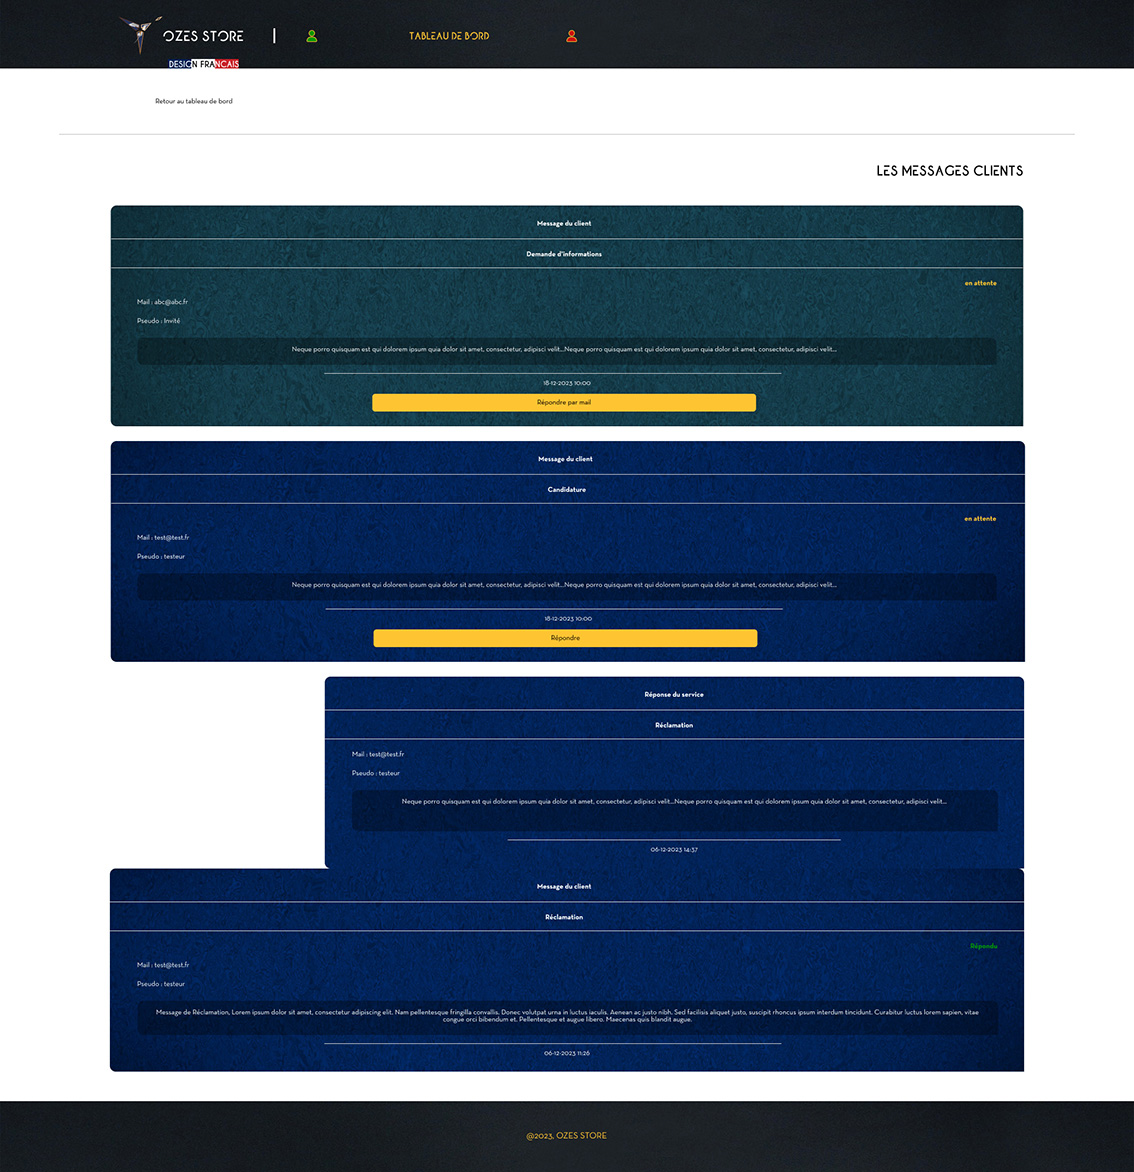 OZES STORE
TABLEAU DE BORD
DESIGN FRANCAIS
Retour au tableau de bord
LES MESSAGES CLIENTS
Message du client
Demande d'informations
en attente
Mail : abc@abc.fr
Pseudo : Invité
Neque porro quisquam est qui dolorem ipsum quia dolor sit amet, consectetur, adipisci velit...Neque porro quisquam est qui dolorem ipsum quia dolor sit amet, consectetur, adipisci velit...
18-12-2023 10:00
Répondre par mail
Message du client
Candidature
en attente
Mail : test@test.fr
Pseudo : testeur
Neque porro quisquam est qui dolorem ipsum quia dolor sit amet, consectetur, adipisci velit...Neque porro quisquam est qui dolorem ipsum quia dolor sit amet, consectetur, adipisci velit...
18-12-2023 10:00
Répondre
Réponse du service
Réclamation
Mail : test@test.fr
Pseudo : testeur
Neque porro quisquam est qui dolorem ipsum quia dolor sit amet, consectetur, adipisci velit...Neque porro quisquam est qui dolorem ipsum quia dolor sit amet, consectetur, adipisci velit...
06-12-2023 14:37
Message du client
Réclamation
Répondu
Mail : test@test.fr
Pseudo : testeur
Message de Réclamation, Lorem ipsum dolor sit amet, consectetur adipiscing elit. Nam pellentesque fringilla convallis. Donec volutpat urna in luctus iaculis. Aenean ac justo nibh. Sed facilisis aliquet justo, suscipit rhoncus ipsum interdum tincidunt. Curabitur luctus lorem sapien, vitae
congue orci bibendum et. Pellentesque et augue libero. Maecenas quis blandit augue.
06-12-2023 11:26
@2023, OZES STORE